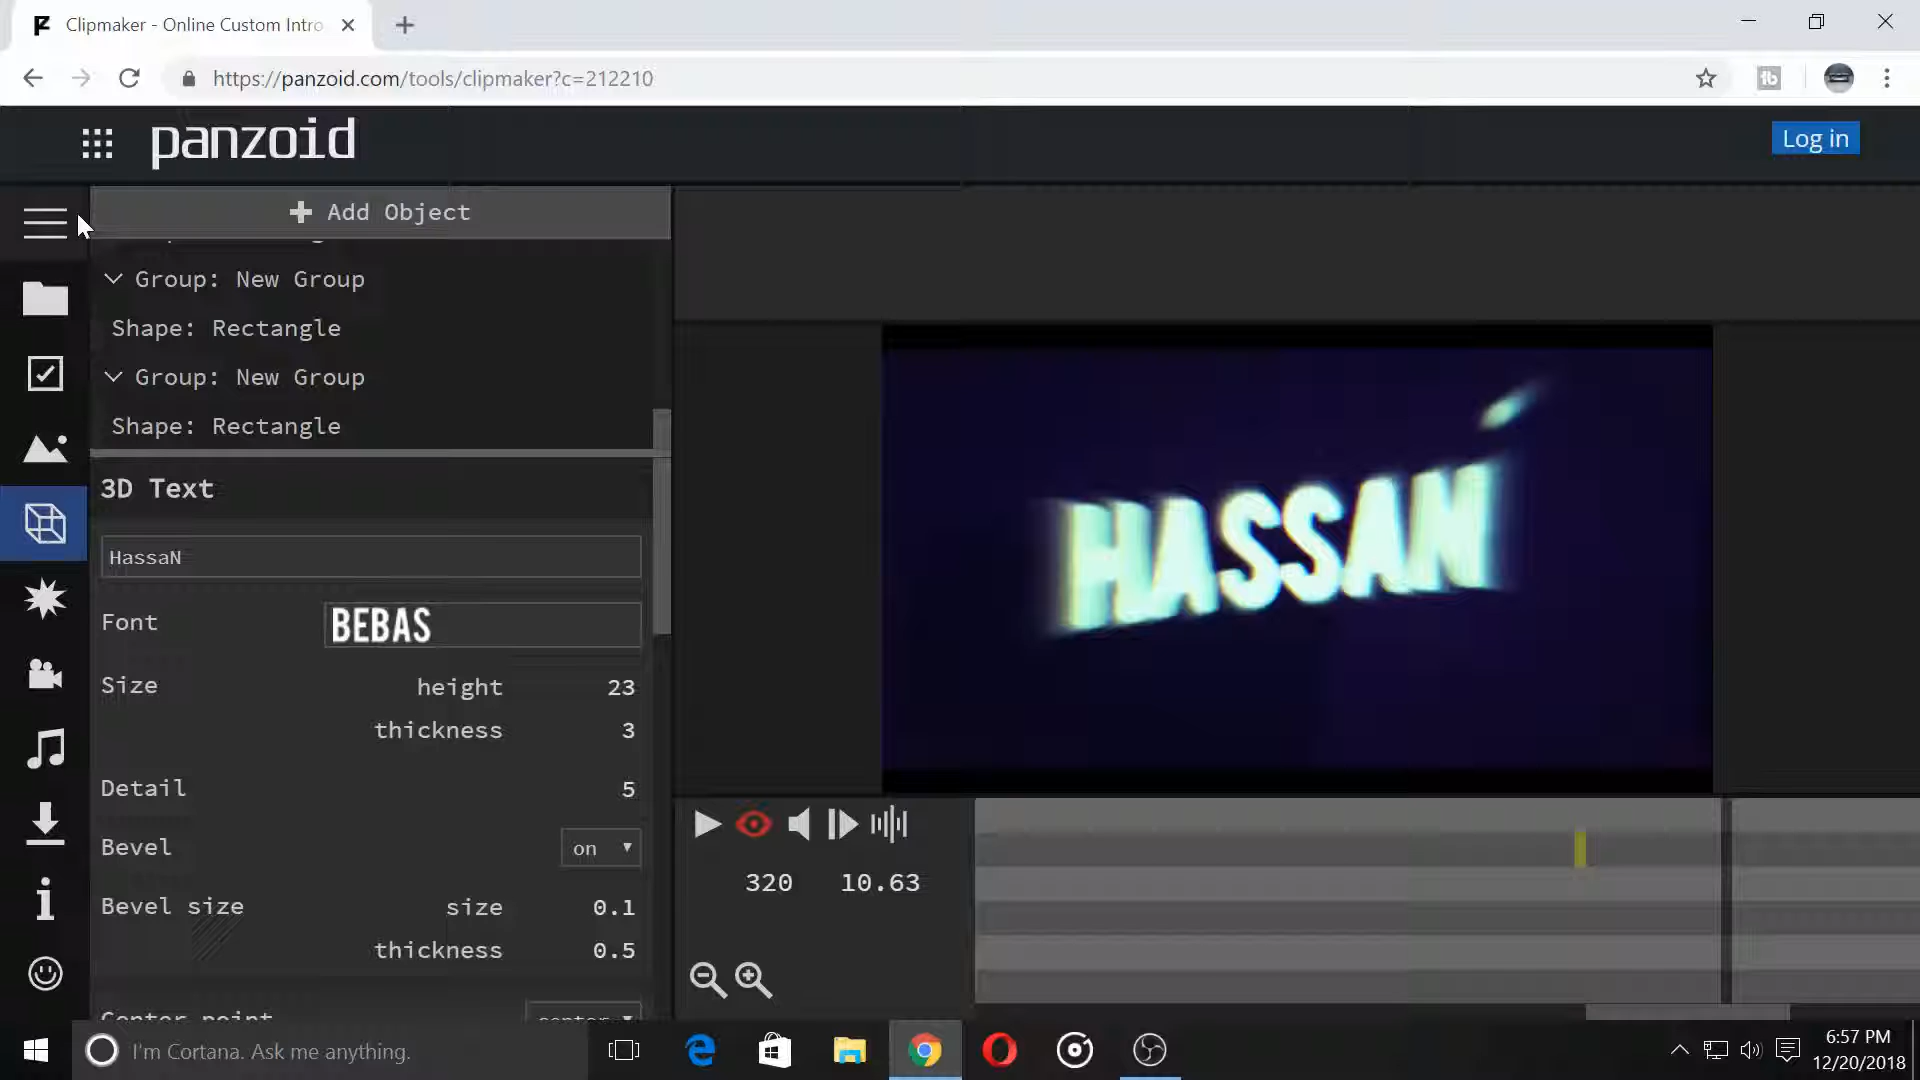 Clipmaker - Online Custom Intro
https://panzoid.com/tools/clipmaker?c=212210
panzoid
Log in
Add Object
Group: New Group
Shape: Rectangle
Group: New Group
Shape: Rectangle
3D Text
HassaN
Font BEBAS
Size height 23
thickness 3
Detail 5
Bevel on
Bevel size size 0.1
thickness 0.5
Center point center
HASSAN
320 10.63
I'm Cortana. Ask me anything.
6:57 PM
12/20/2018